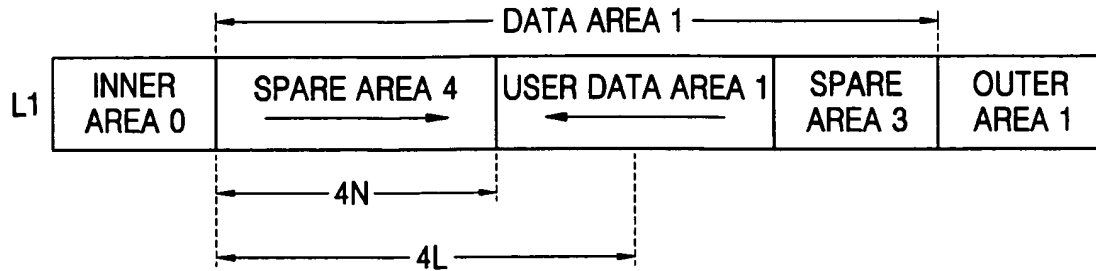 DATA AREA 1
L1
INNER AREA 0
SPARE AREA 4
USER DATA AREA 1
SPARE AREA 3
OUTER AREA 1
4N
4L